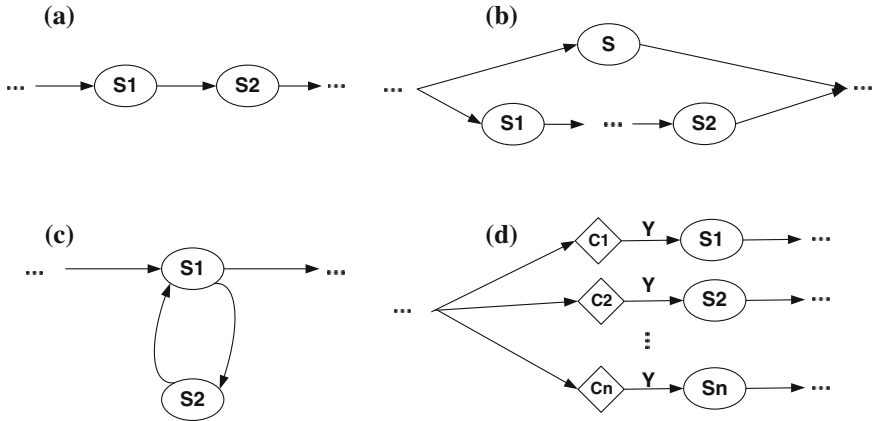 (a)
... S1 S2 ...
(b)
S
... ...
S1 ... S2
(c)
... S1 ...
S2
(d)
C1 Y S1 ...
C2 Y S2 ...
...
Cn Y Sn ...